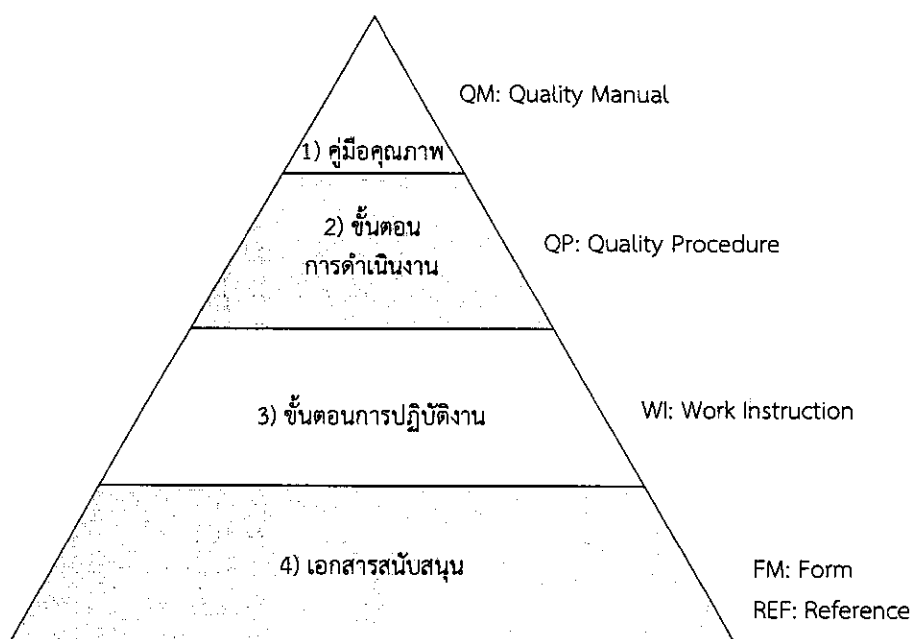 QM: Quality Manual
1) คู่มือคุณภาพ
2) ขั้นตอน
การดำเนินงาน
QP: Quality Procedure
3) ขั้นตอนการปฏิบัติงาน
WI: Work Instruction
4) เอกสารสนับสนุน
FM: Form
REF: Reference